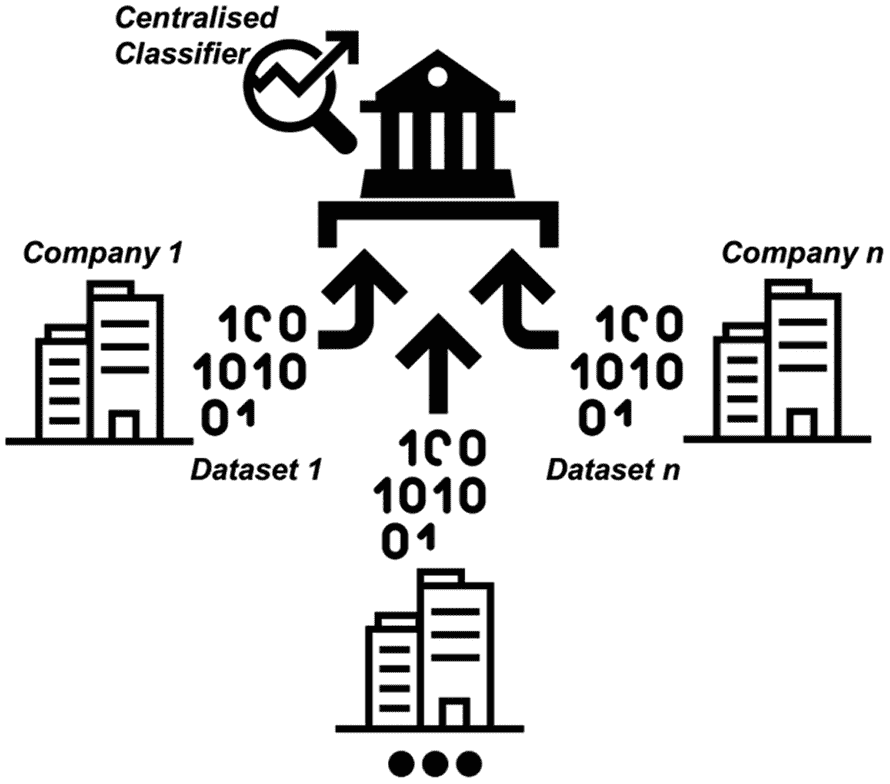 Centralised
Classifier
Company 1
Company n
100
1010
01
100
1010
01
Dataset 1
Dataset n
100
1010
01